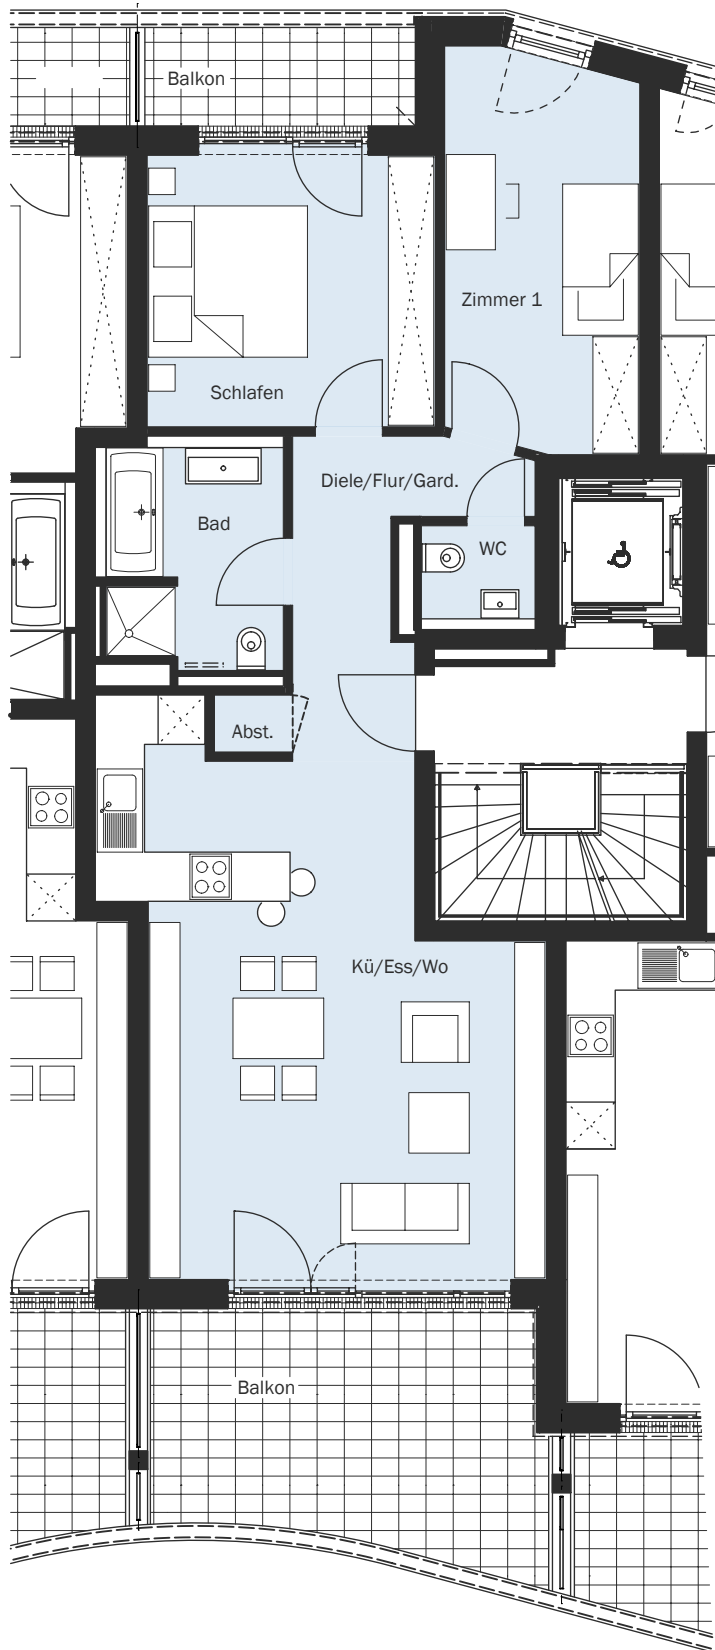 Balkon
Zimmer 1
Schlafen
Diele/Flur/Gard.
Bad
WC
Abst.
Kü/Ess/Wo
Balkon